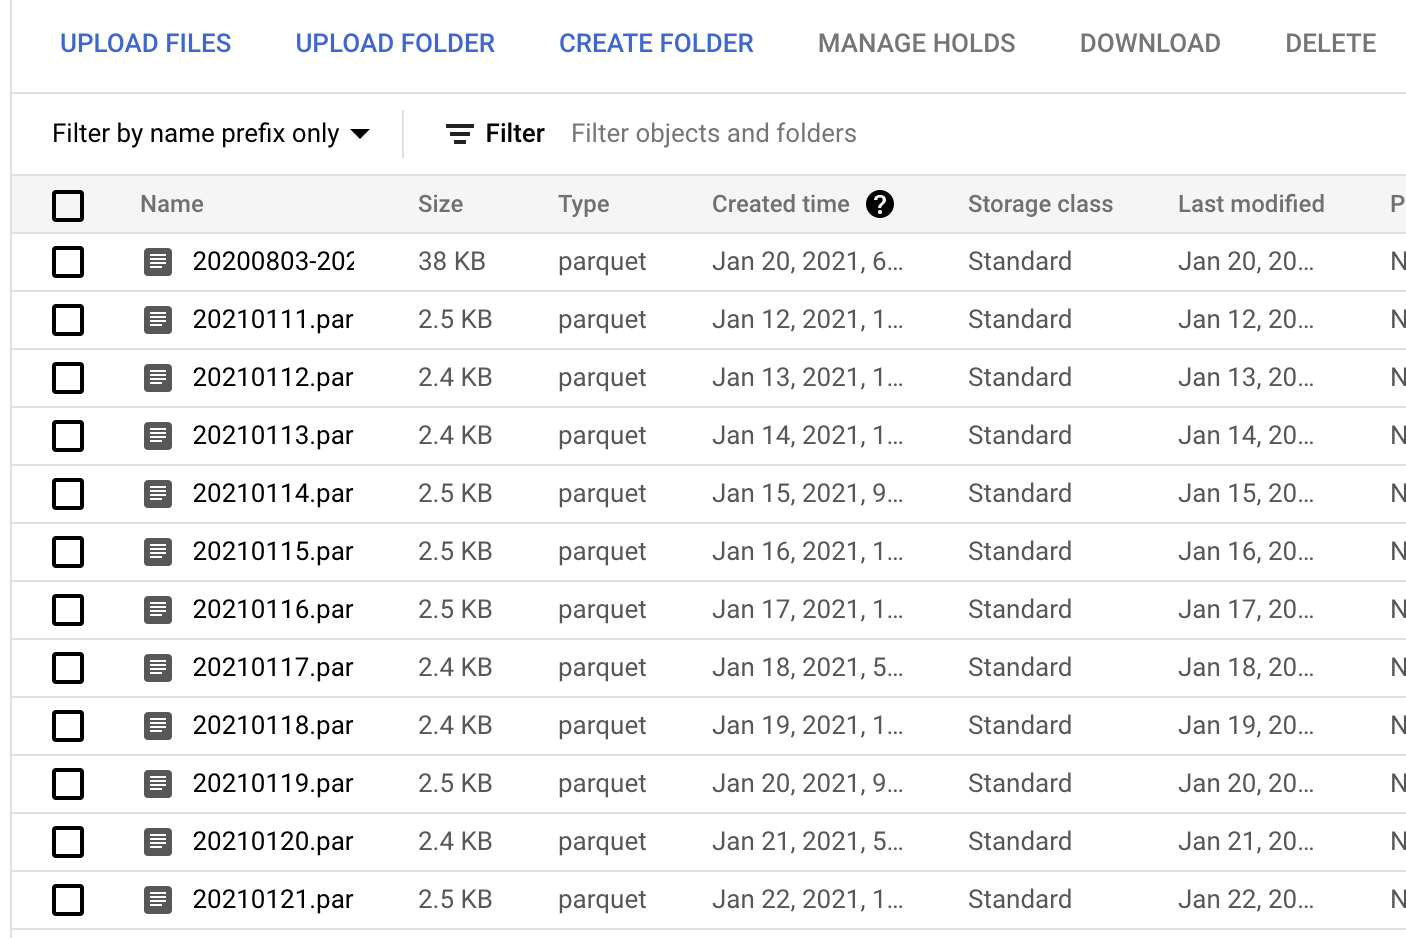 UPLOAD FILES UPLOAD FOLDER CREATE FOLDER MANAGE HOLDS DOWNLOAD DELETE
Filter by name prefix only Filter Filter objects and folders
Name Size Type Created time ? Storage class Last modified P
20200803-202 38 KB parquet Jan 20, 2021, 6... Standard Jan 20, 20... N
20210111.par 2.5 KB parquet Jan 12, 2021, 1... Standard Jan 12, 20... N
20210112.par 2.4 KB parquet Jan 13, 2021, 1... Standard Jan 13, 20... N
20210113.par 2.4 KB parquet Jan 14, 2021, 1... Standard Jan 14, 20... N
20210114.par 2.5 KB parquet Jan 15, 2021, 9... Standard Jan 15, 20... N
20210115.par 2.5 KB parquet Jan 16, 2021, 1... Standard Jan 16, 20... N
20210116.par 2.5 KB parquet Jan 17, 2021, 1... Standard Jan 17, 20... N
20210117.par 2.4 KB parquet Jan 18, 2021, 5... Standard Jan 18, 20... N
20210118.par 2.4 KB parquet Jan 19, 2021, 1... Standard Jan 19, 20... N
20210119.par 2.5 KB parquet Jan 20, 2021, 9... Standard Jan 20, 20... N
20210120.par 2.4 KB parquet Jan 21, 2021, 5... Standard Jan 21, 20... N
20210121.par 2.5 KB parquet Jan 22, 2021, 1... Standard Jan 22, 20... N